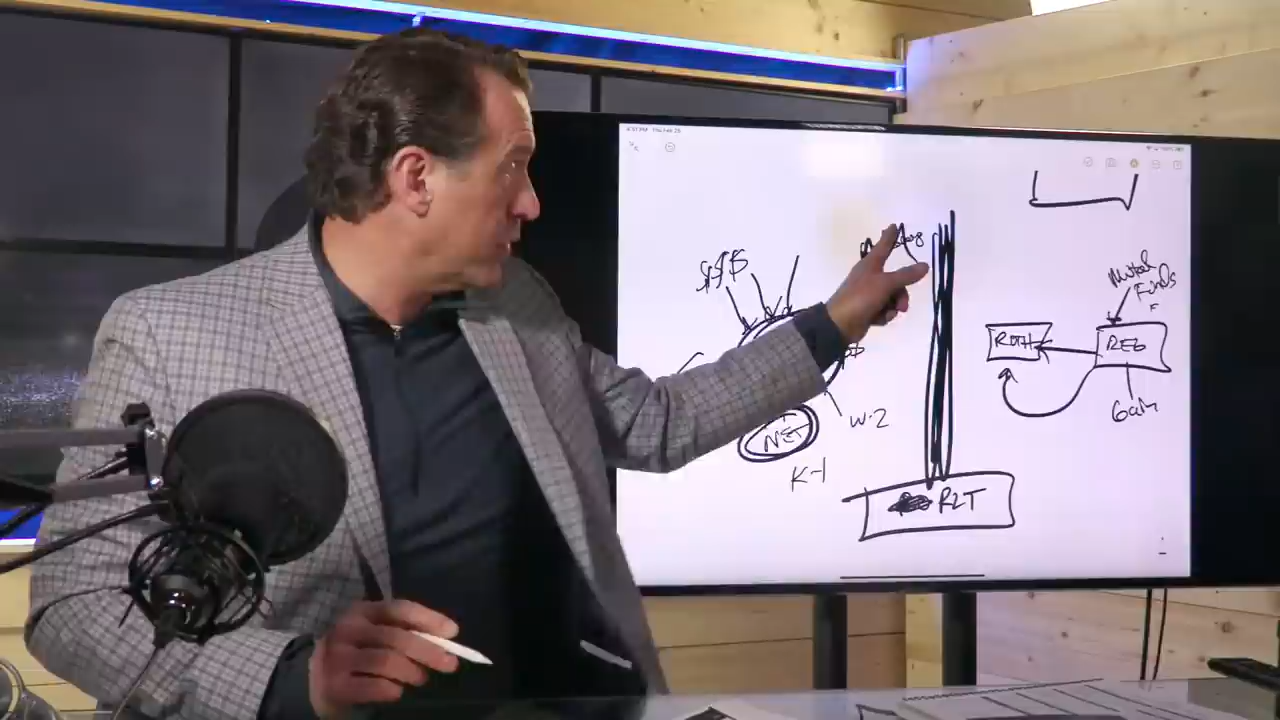 $$$
Mutual
Funds
ROTH
REG
Gain
W-2
NET
K-1
RLT